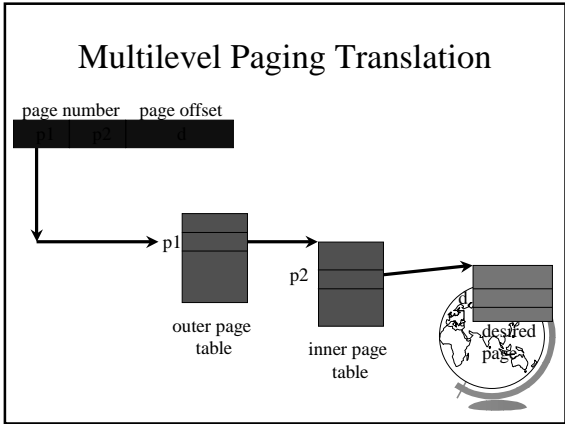 Multilevel Paging Translation
page number page offset
p1 p2 d
p1
p2
d
outer page
table
inner page
table
desired
page